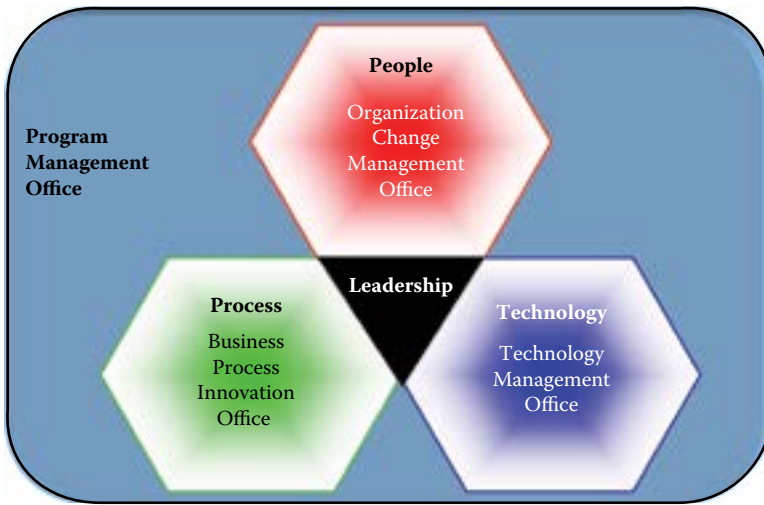 Program
Management
Office
People
Organization
Change
Management
Office
Leadership
Process
Business
Process
Innovation
Office
Technology
Technology
Management
Office